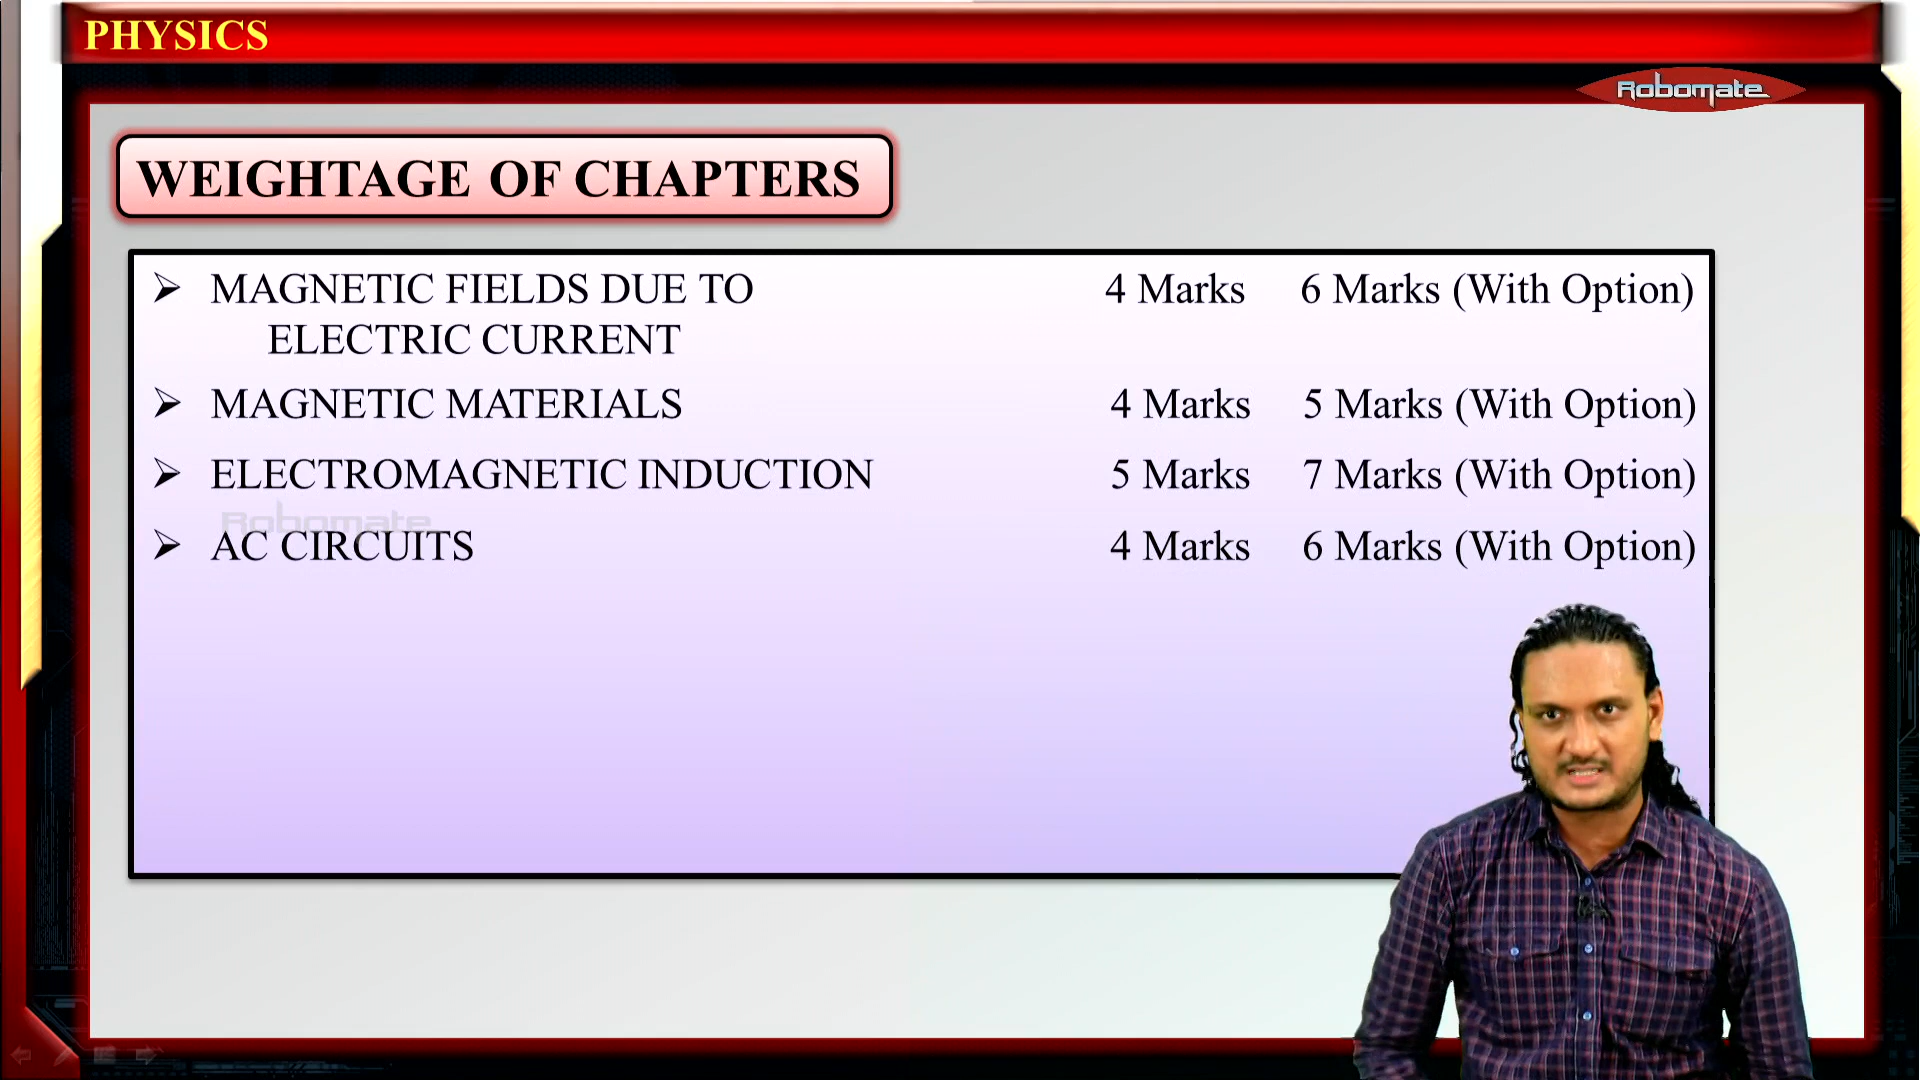 PHYSICS
Robomate
WEIGHTAGE OF CHAPTERS
MAGNETIC FIELDS DUE TO 4 Marks 6 Marks (With Option)
ELECTRIC CURRENT
MAGNETIC MATERIALS 4 Marks 5 Marks (With Option)
ELECTROMAGNETIC INDUCTION 5 Marks 7 Marks (With Option)
Robomate
AC CIRCUITS 4 Marks 6 Marks (With Option)